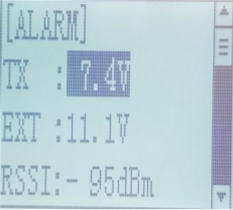 [ALARM]
TX : 7.4V
EXT :11.1V
RSSI:- 95dBm